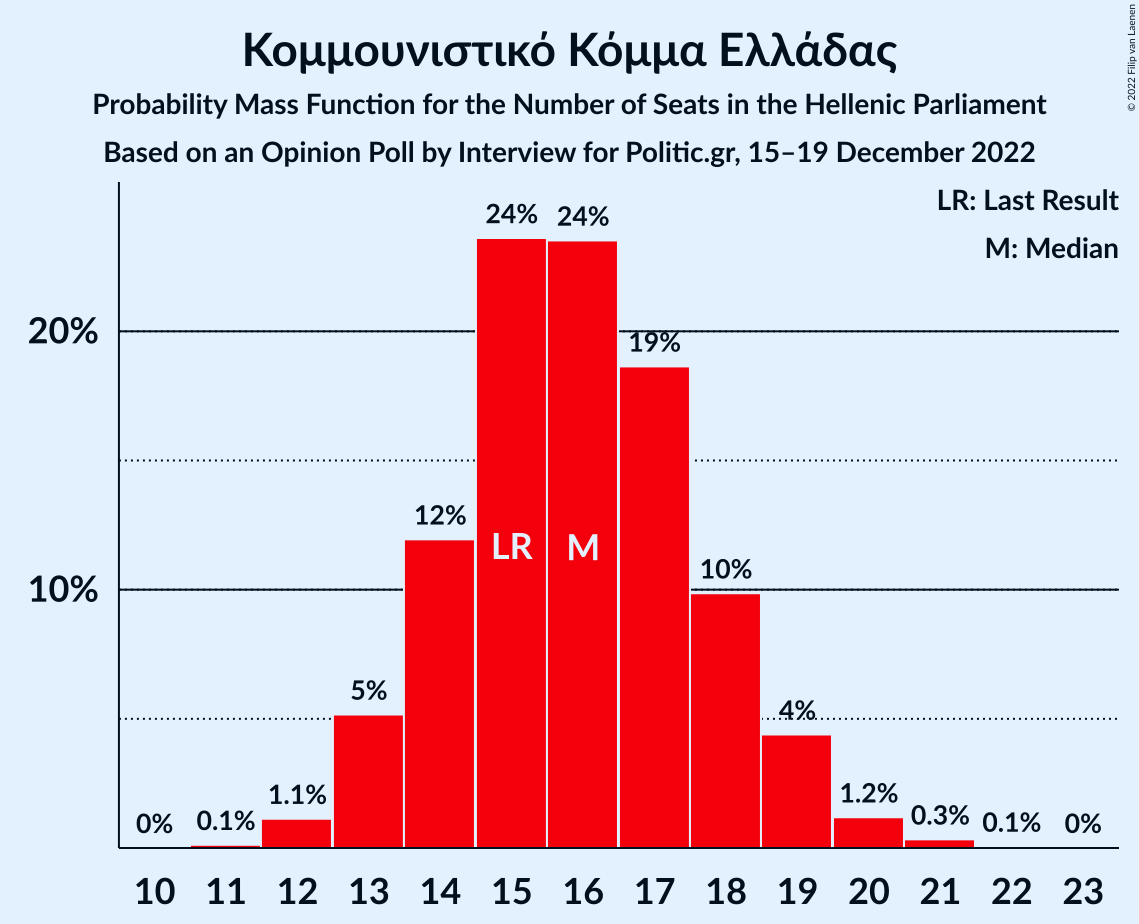 Κομμουνιστικό Κόμμα Ελλάδας
Probability Mass Function for the Number of Seats in the Hellenic Parliament
Based on an Opinion Poll by Interview for Politic.gr, 15–19 December 2022
© 2022 Filip van Laenen
LR: Last Result
M: Median
20%
10%
0%
0.1%
1.1%
5%
12%
24%
24%
19%
10%
4%
1.2%
0.3%
0.1%
0%
LR
M
10 11 12 13 14 15 16 17 18 19 20 21 22 23